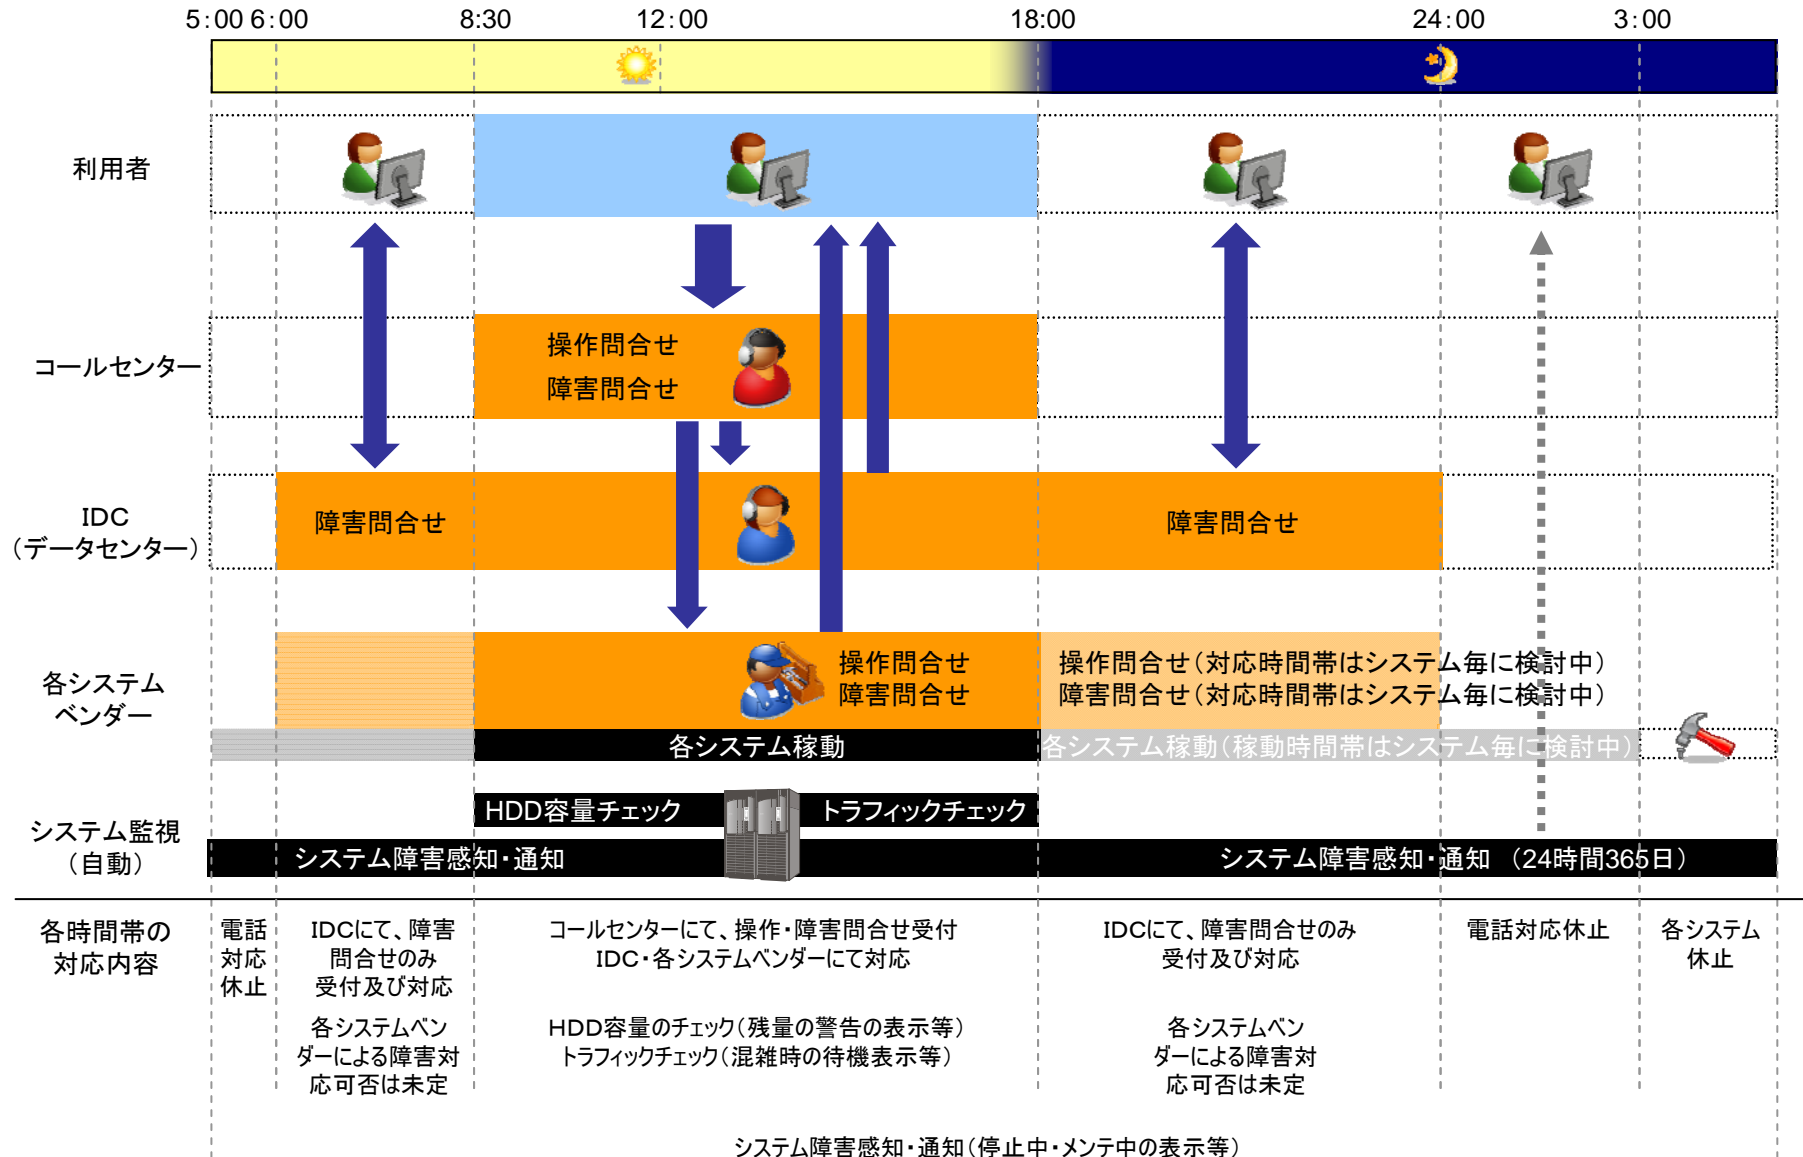 5:00 6:00 8:30 12:00 18:00 24:00 3:00
利用者
コールセンター
操作問合せ
障害問合せ
IDC
（データセンター）
障害問合せ
障害問合せ
各システム
ベンダー
操作問合せ
障害問合せ
操作問合せ（対応時間帯はシステム毎に検討中）
障害問合せ（対応時間帯はシステム毎に検討中）
各システム稼動
各システム稼動（稼動時間帯はシステム毎に検討中）
システム監視
（自動）
HDD容量チェック
トラフィックチェック
システム障害感知・通知
システム障害感知・通知 （24時間365日）
各時間帯の
対応内容
電話
対応
休止
IDCにて、障害
問合せのみ
受付及び対応
各システムベン
ダーによる障害対
応可否は未定
コールセンターにて、操作・障害問合せ受付
IDC・各システムベンダーにて対応
HDD容量のチェック（残量の警告の表示等）
トラフィックチェック（混雑時の待機表示等）
IDCにて、障害問合せのみ
受付及び対応
各システムベン
ダーによる障害対
応可否は未定
電話対応休止
各システム
休止
システム障害感知・通知（停止中・メンテ中の表示等）